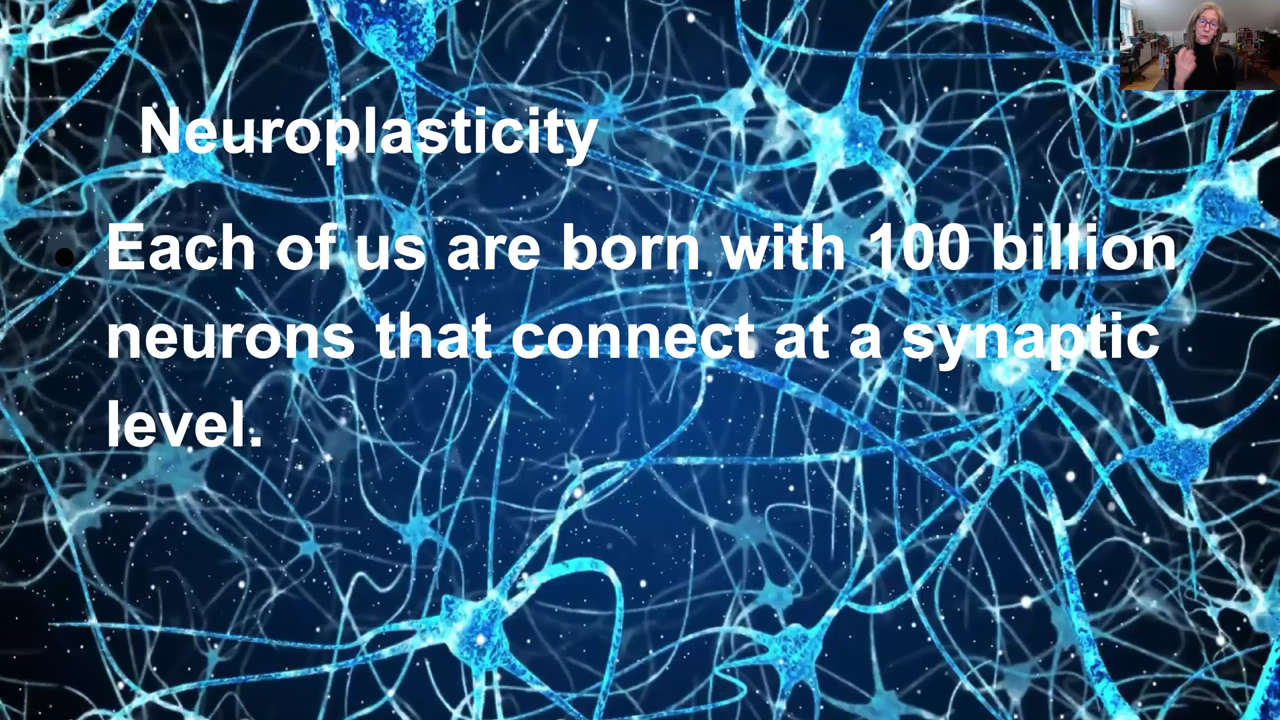 Neuroplasticity
• Each of us are born with 100 billion
neurons that connect at a synaptic
level.